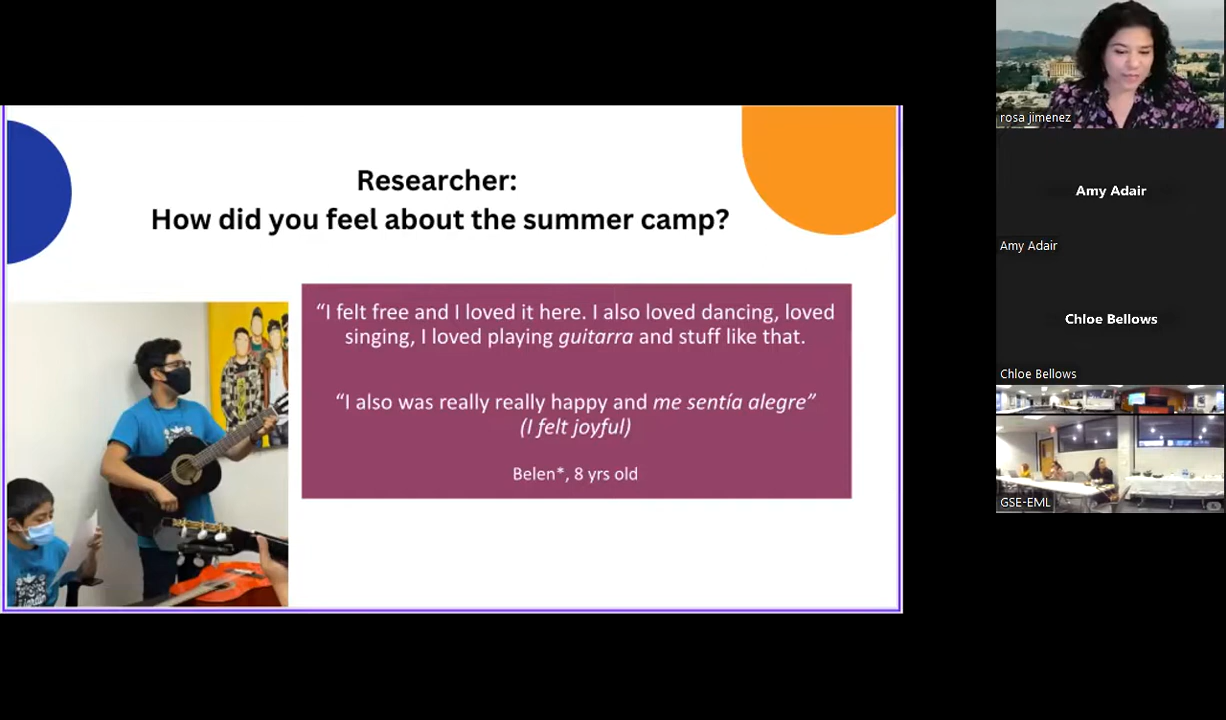 Researcher:
How did you feel about the summer camp?
“I felt free and I loved it here. I also loved dancing, loved
singing, I loved playing guitarra and stuff like that.
“I also was really really happy and me sentía alegre”
(I felt joyful)
Belen*, 8 yrs old
rosa jimenez
Amy Adair
Amy Adair
Chloe Bellows
Chloe Bellows
GSE-EML